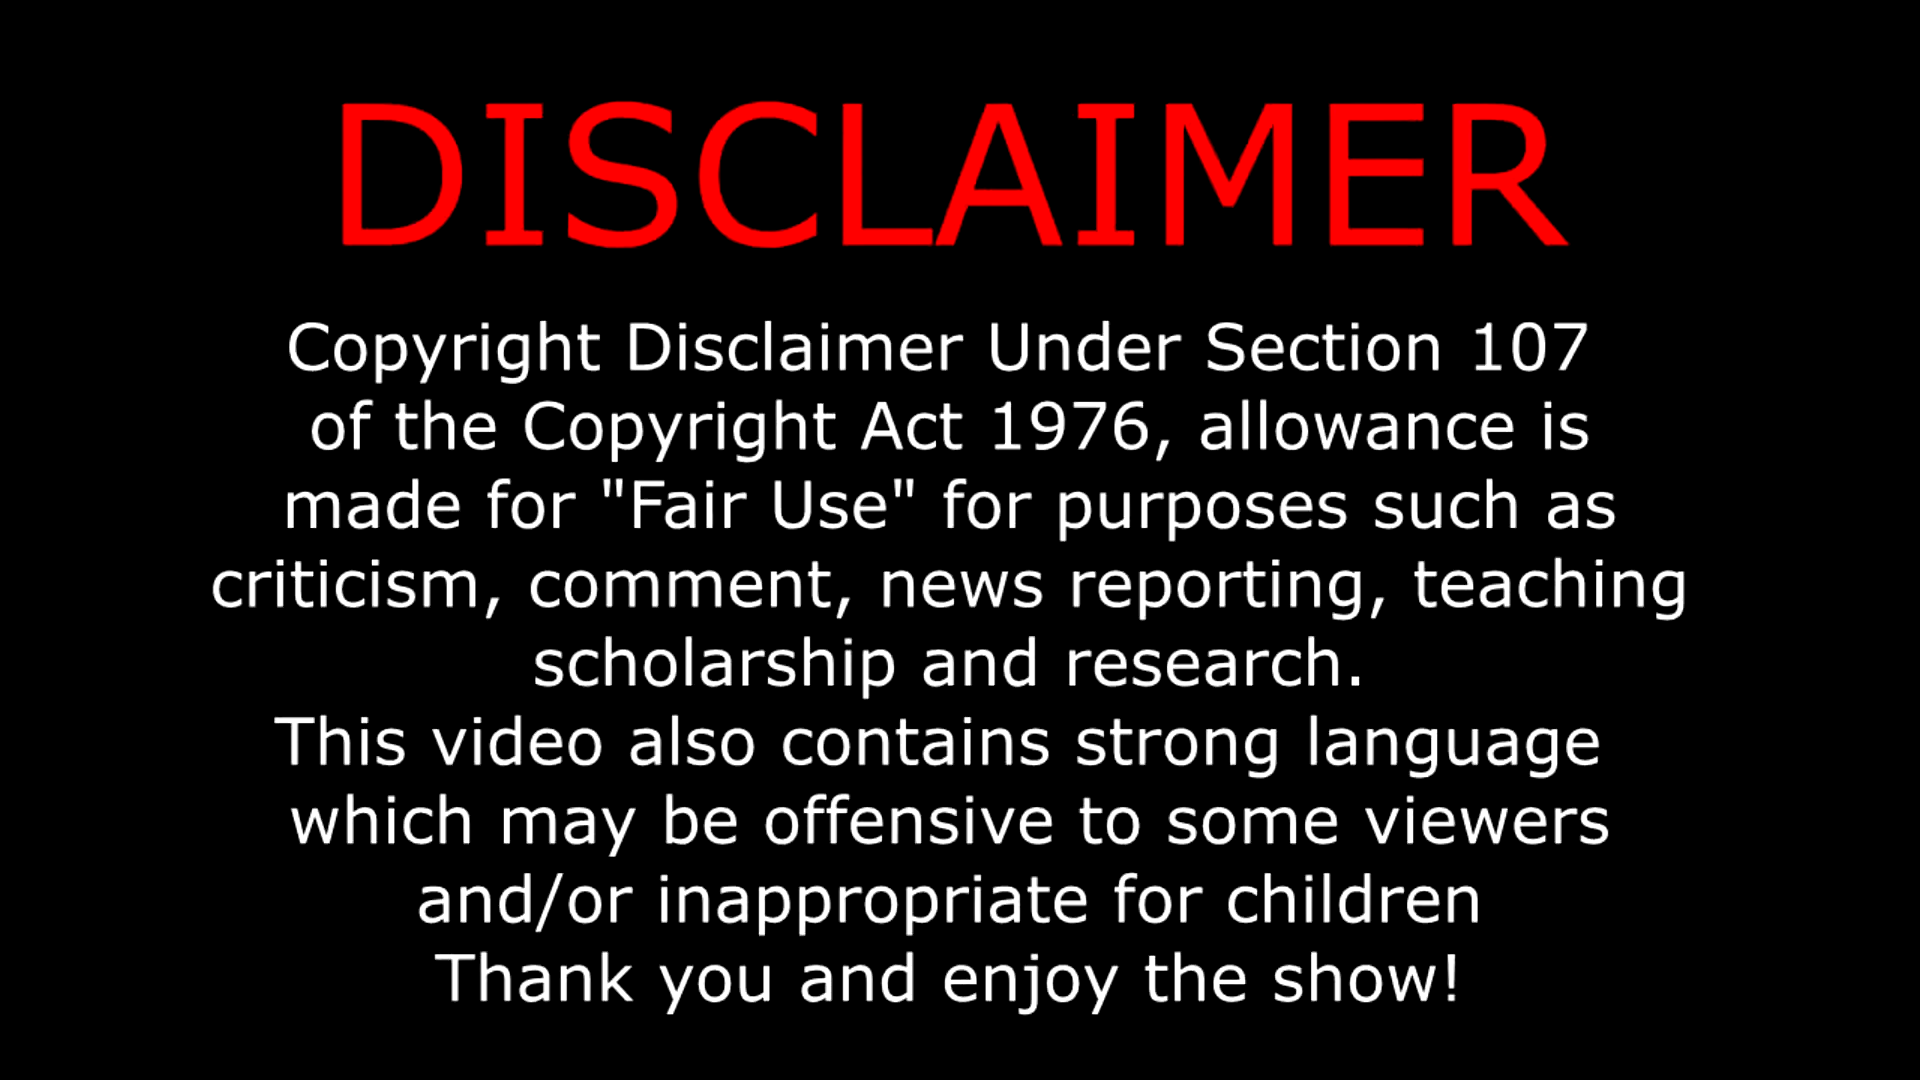 DISCLAIMER
Copyright Disclaimer Under Section 107
of the Copyright Act 1976, allowance is
made for "Fair Use" for purposes such as
criticism, comment, news reporting, teaching
scholarship and research.
This video also contains strong language
which may be offensive to some viewers
and/or inappropriate for children
Thank you and enjoy the show!